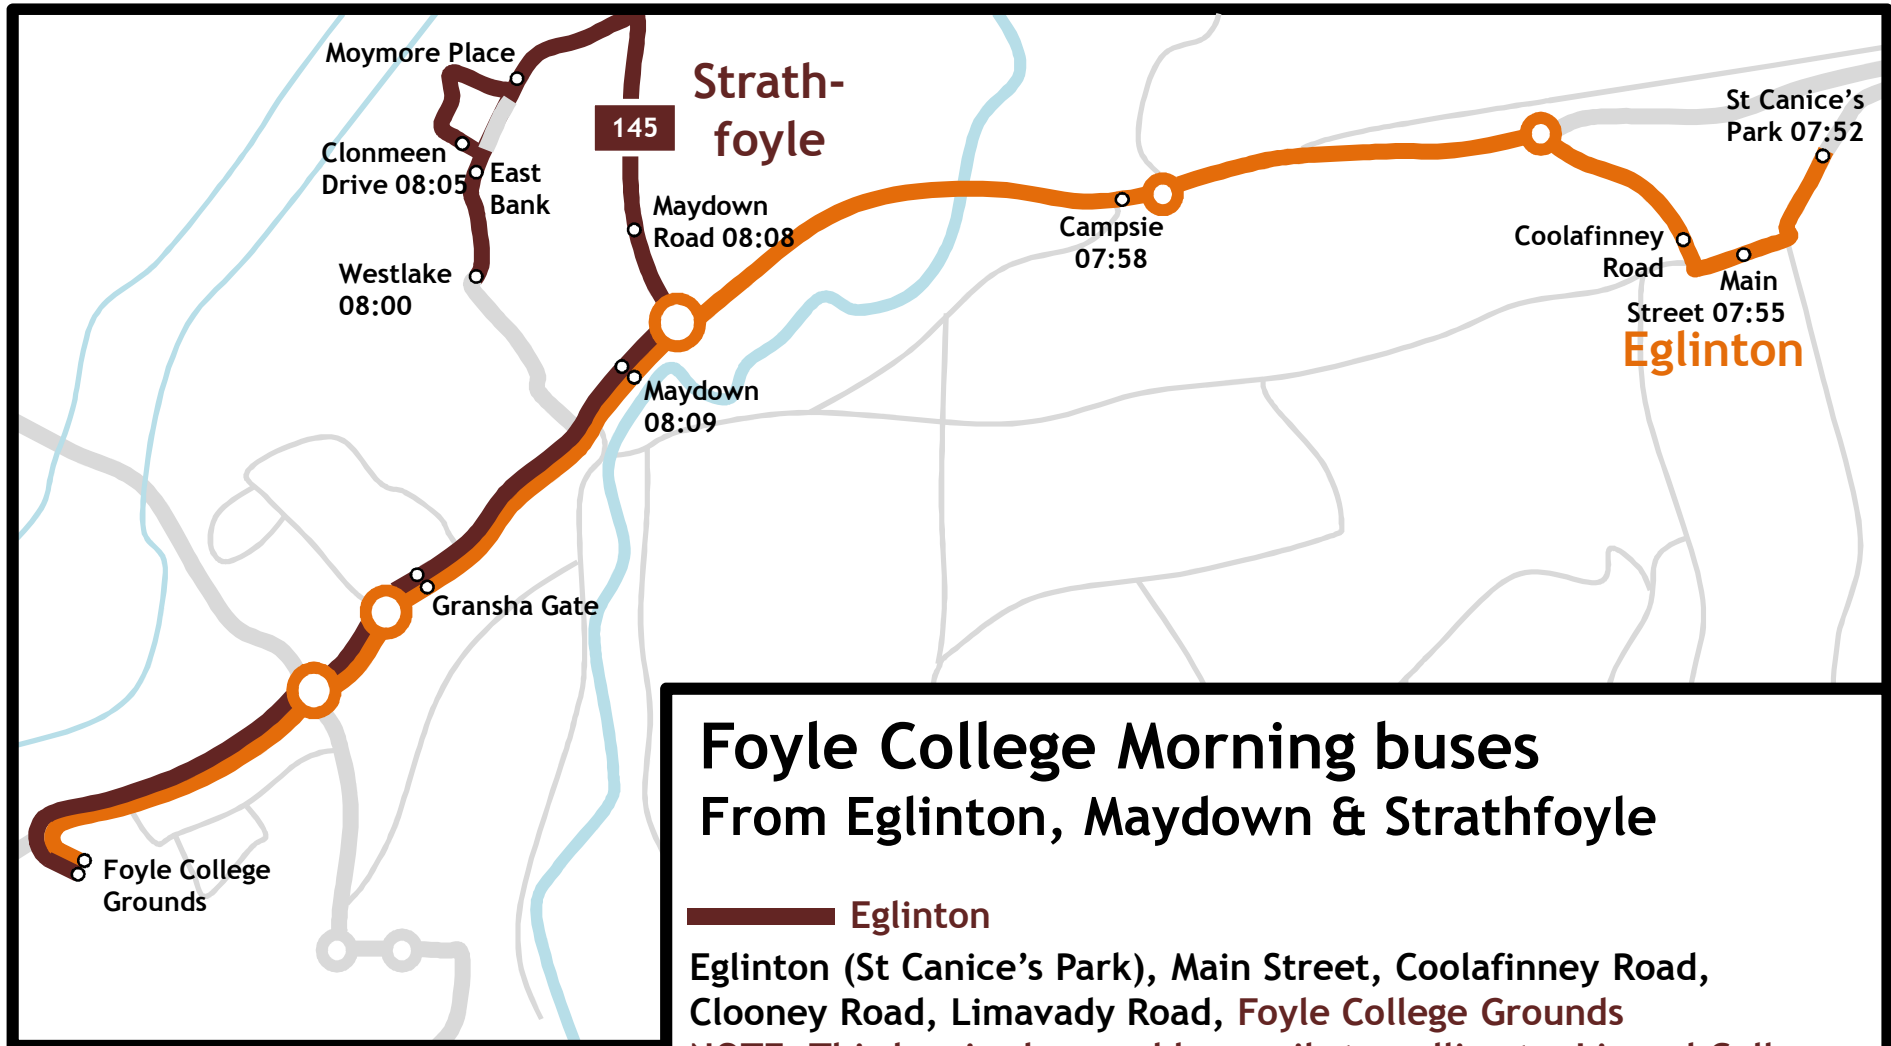 Moymore Place
Strath-
foyle
145
Clonmeen
Drive 08:05
East
Bank
Maydown
Road 08:08
Westlake
08:00
Maydown
08:09
Campsie
07:58
St Canice’s
Park 07:52
Coolafinney
Road
Main
Street 07:55
Eglinton
Gransha Gate
Foyle College
Grounds
Foyle College Morning buses
From Eglinton, Maydown & Strathfoyle
Eglinton
Eglinton (St Canice’s Park), Main Street, Coolafinney Road,
Clooney Road, Limavady Road, Foyle College Grounds